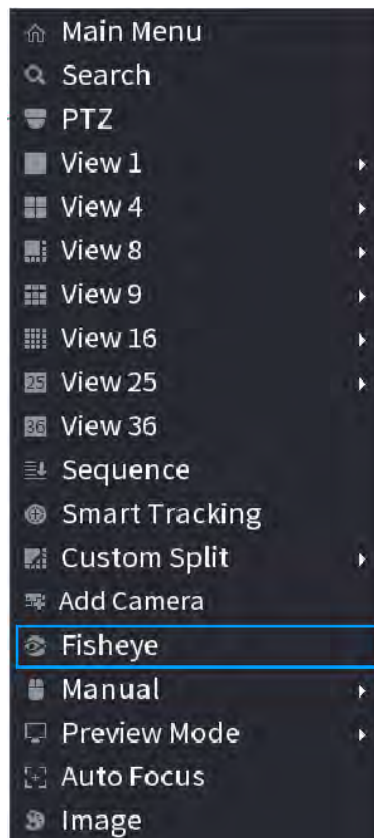 Main Menu
Search
PTZ
View 1
View 4
View 8
View 9
View 16
25 View 25
36 View 36
Sequence
Smart Tracking
Custom Split
Add Camera
Fisheye
Manual
Preview Mode
Auto Focus
Image